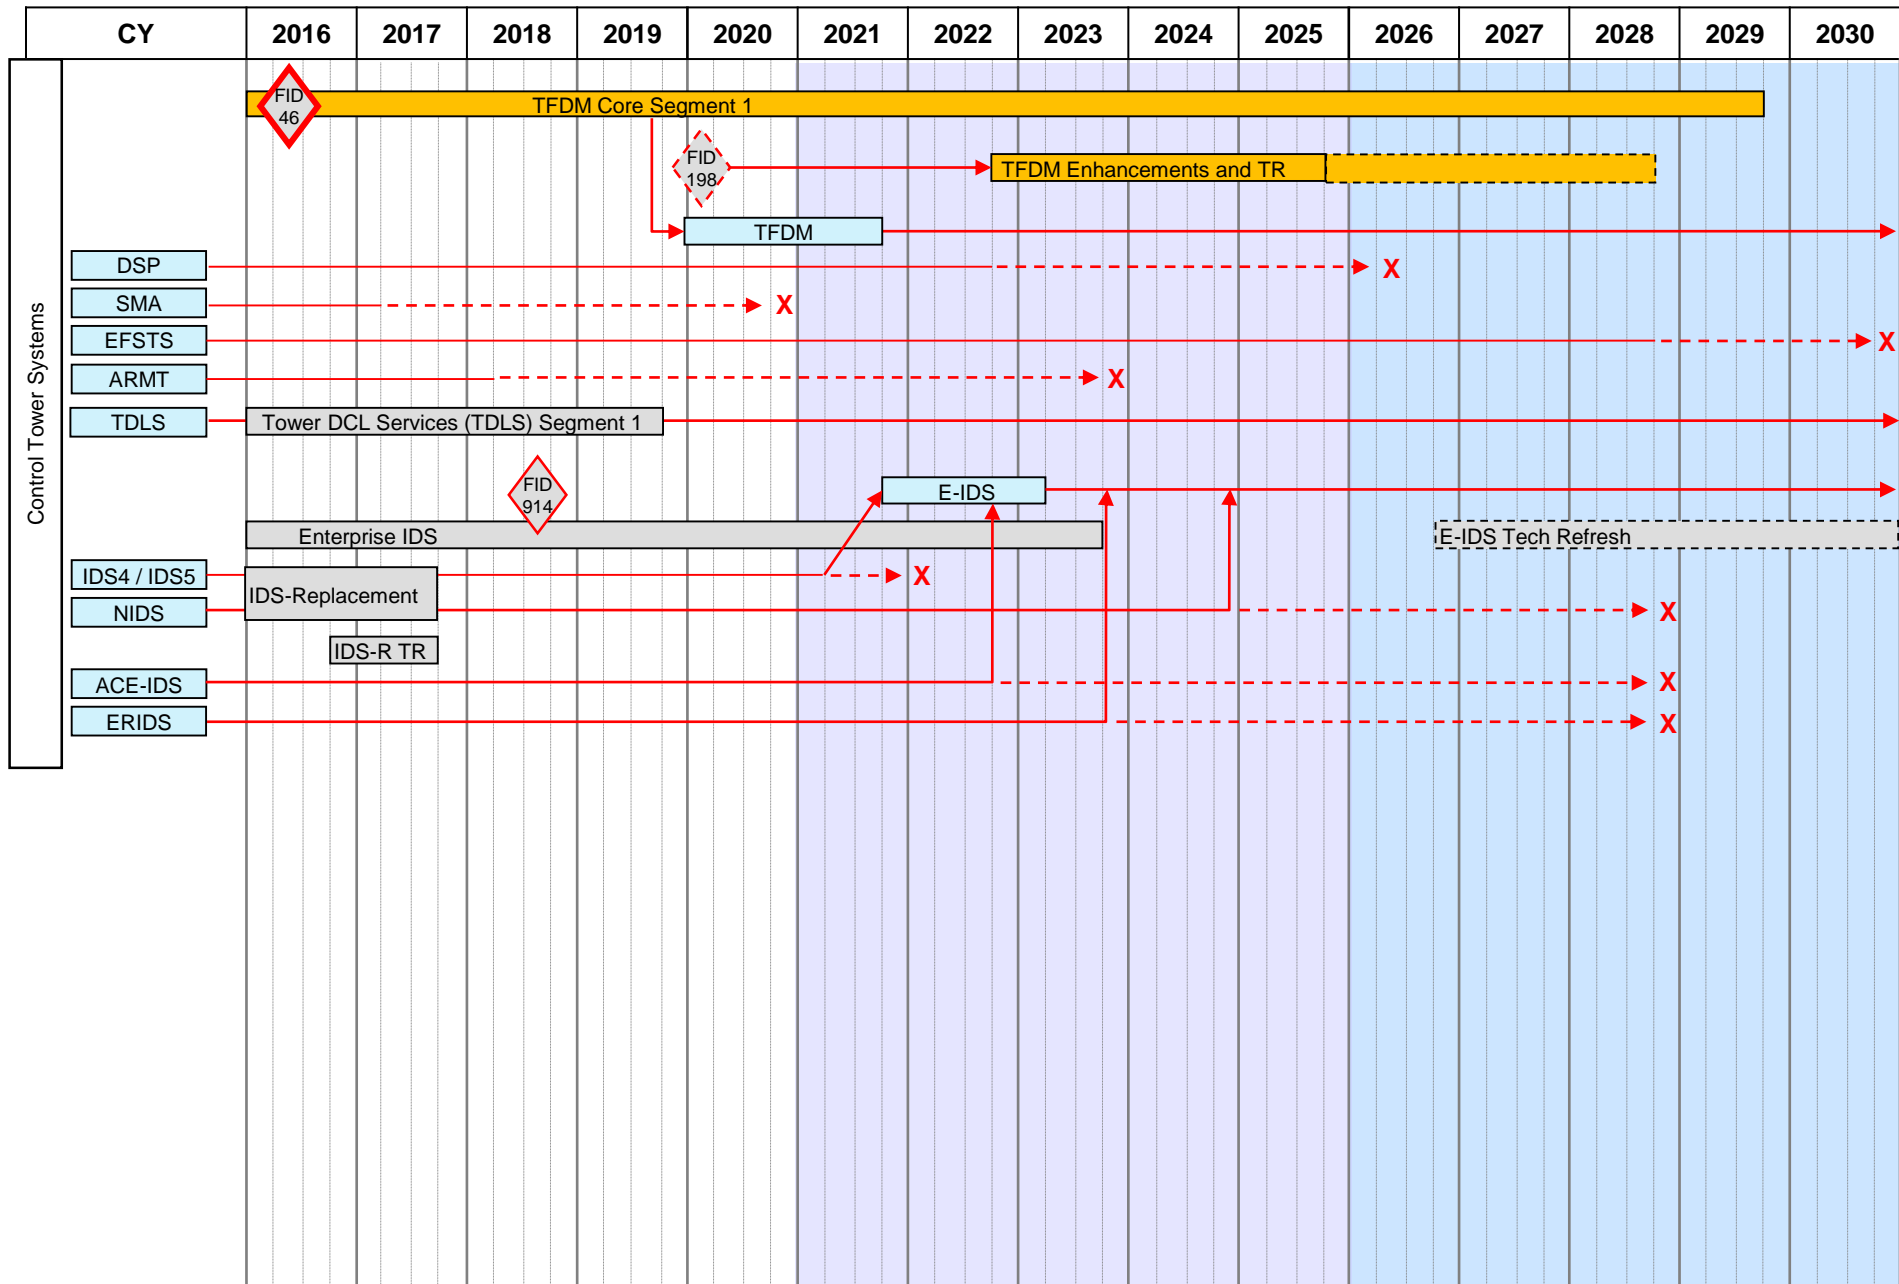 CY 2016 2017 2018 2019 2020 2021 2022 2023 2024 2025 2026 2027 2028 2029 2030
Control Tower Systems
FID
46
TFDM Core Segment 1
FID
198
TFDM Enhancements and TR
TFDM
DSP
X
SMA
X
EFSTS
X
ARMT
X
TDLS
Tower DCL Services (TDLS) Segment 1
FID
914
E-IDS
Enterprise IDS
E-IDS Tech Refresh
IDS4 / IDS5
X
IDS-Replacement
NIDS
X
IDS-R TR
ACE-IDS
X
ERIDS
X